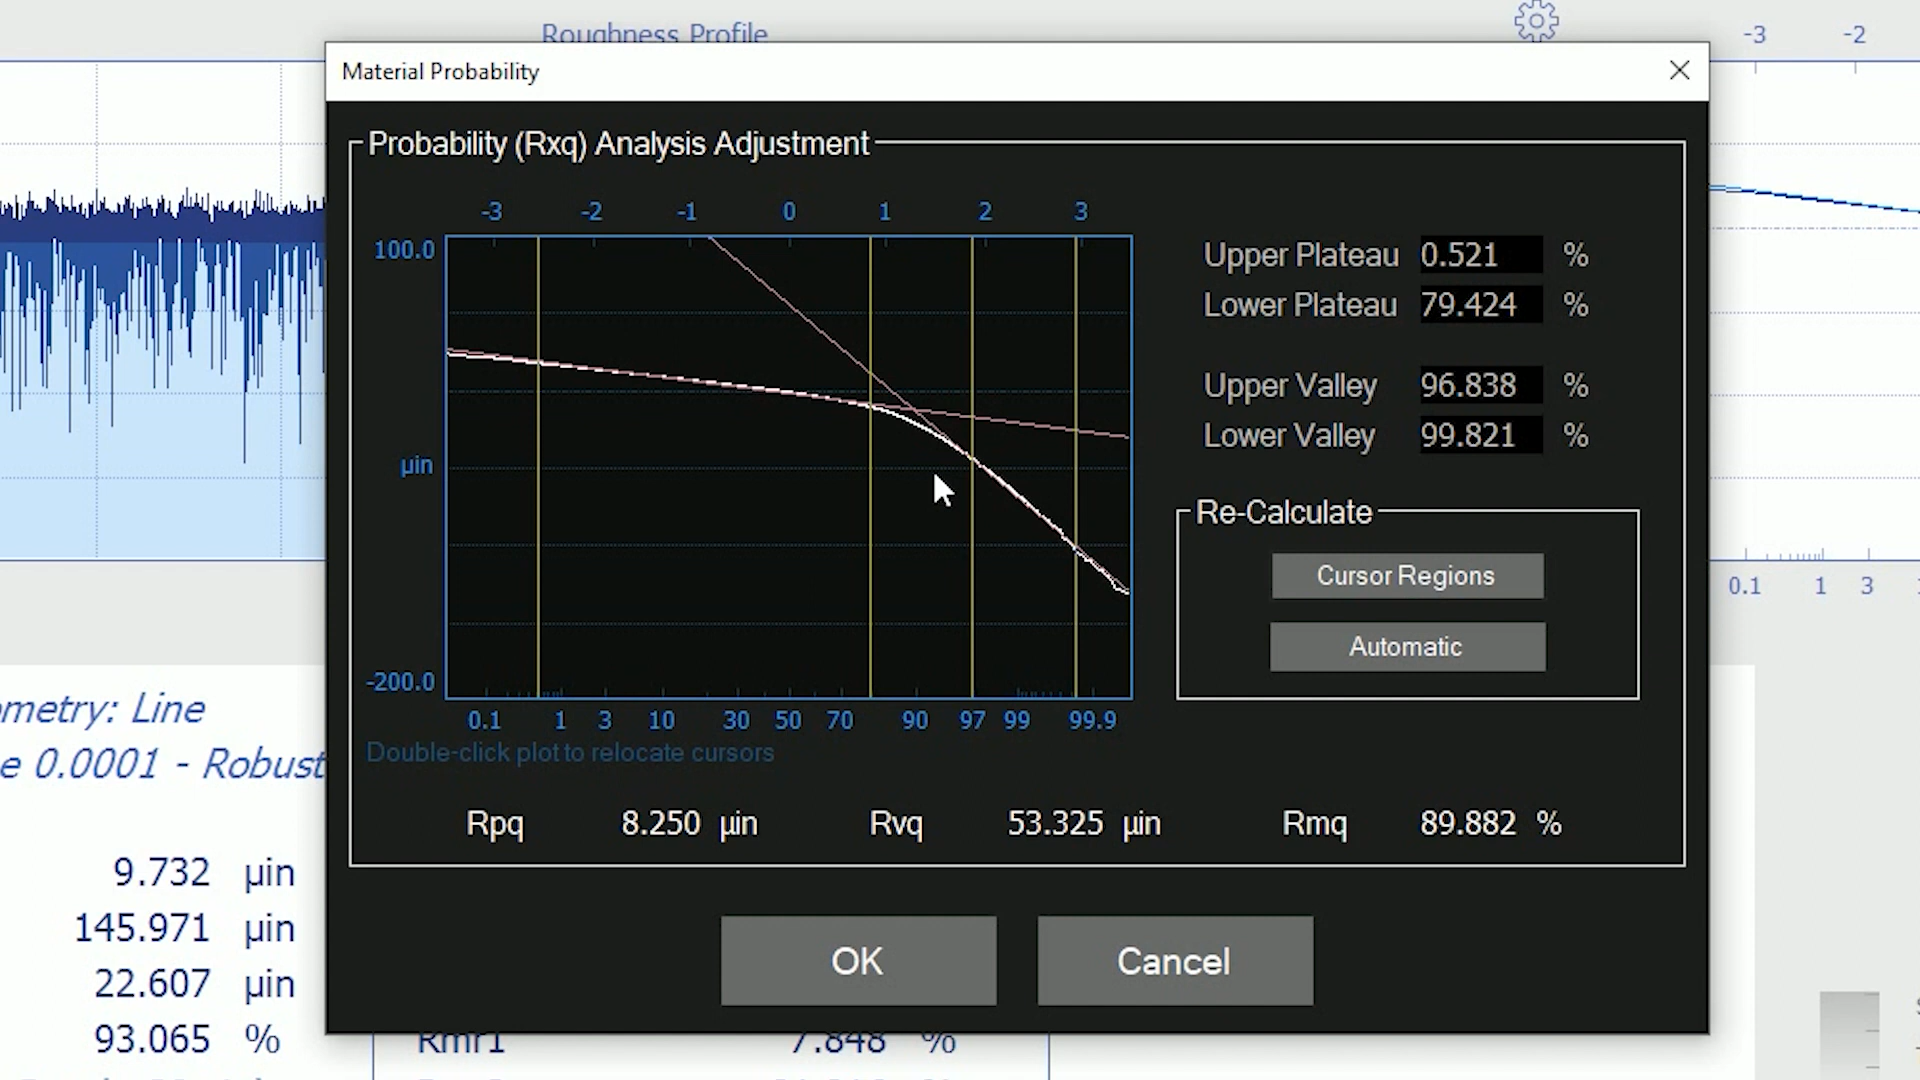 Roughness Profile
-3 -2
Material Probability
Probability (Rxq) Analysis Adjustment
-3 -2 -1 0 1 2 3
100.0
µin
-200.0
0.1 1 3 10 30 50 70 90 97 99 99.9
Double-click plot to relocate cursors
Upper Plateau 0.521 %
Lower Plateau 79.424 %
Upper Valley 96.838 %
Lower Valley 99.821 %
Re-Calculate
Cursor Regions
Automatic
0.1 1 3
Rpq 8.250 µin Rvq 53.325 µin Rmq 89.882 %
OK Cancel
ometry: Line
e 0.0001 - Robust
9.732 µin
145.971 µin
22.607 µin
93.065 %
Rmr1 7.848 %